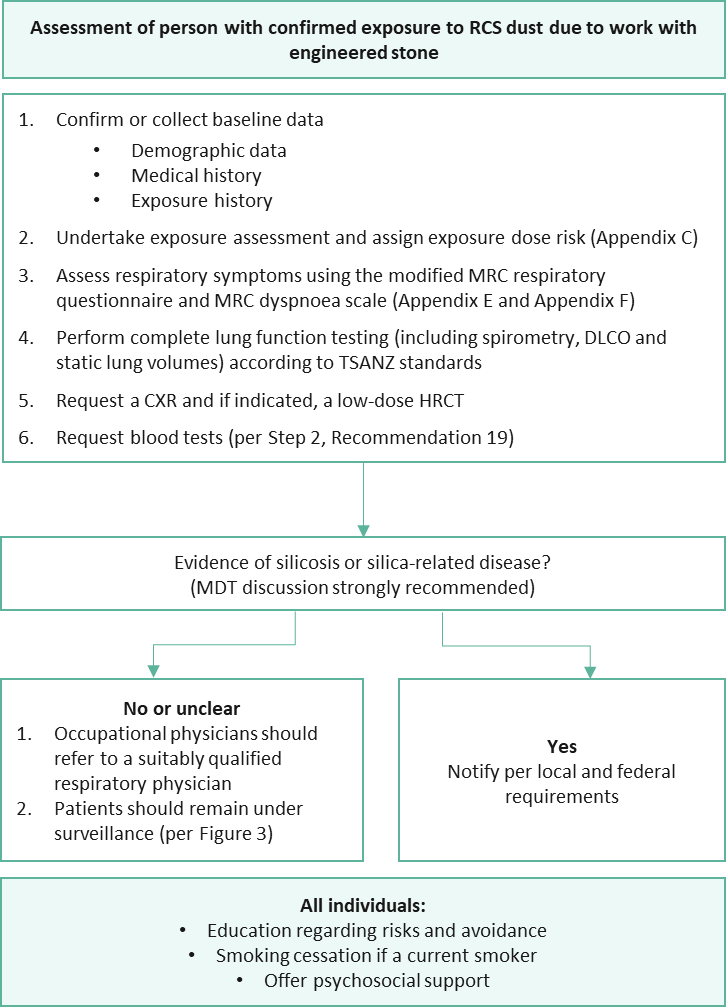 Assessment of person with confirmed exposure to RCS dust due to work with
engineered stone
1. Confirm or collect baseline data
• Demographic data
• Medical history
• Exposure history
2. Undertake exposure assessment and assign exposure dose risk (Appendix C)
3. Assess respiratory symptoms using the modified MRC respiratory
questionnaire and MRC dyspnoea scale (Appendix E and Appendix F)
4. Perform complete lung function testing (including spirometry, DLCO and
static lung volumes) according to TSANZ standards
5. Request a CXR and if indicated, a low-dose HRCT
6. Request blood tests (per Step 2, Recommendation 19)
Evidence of silicosis or silica-related disease?
(MDT discussion strongly recommended)
No or unclear
1. Occupational physicians should
refer to a suitably qualified
respiratory physician
2. Patients should remain under
surveillance (per Figure 3)
Yes
Notify per local and federal
requirements
All individuals:
• Education regarding risks and avoidance
• Smoking cessation if a current smoker
• Offer psychosocial support